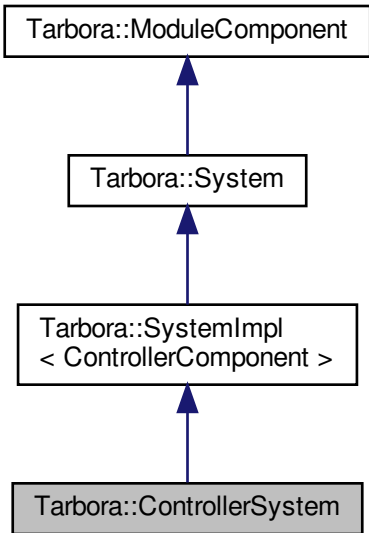 Tarbora::ModuleComponent
Tarbora::System
Tarbora::SystemImpl
< ControllerComponent >
Tarbora::ControllerSystem